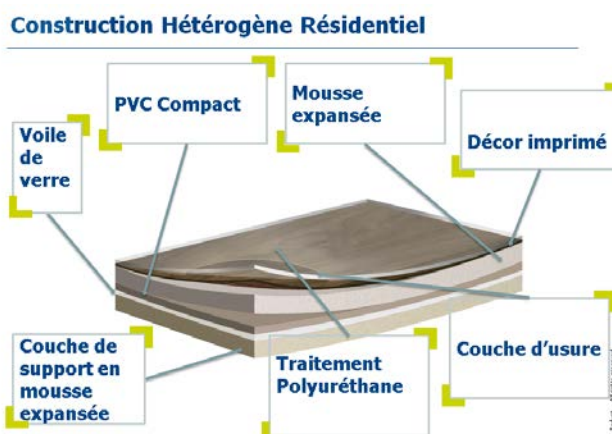 Construction Hétérogène Résidentiel
PVC Compact
Mousse
expansée
Voile
de
verre
Décor imprimé
Couche de
support en
mousse
expansée
Traitement
Polyuréthane
Couche d'usure